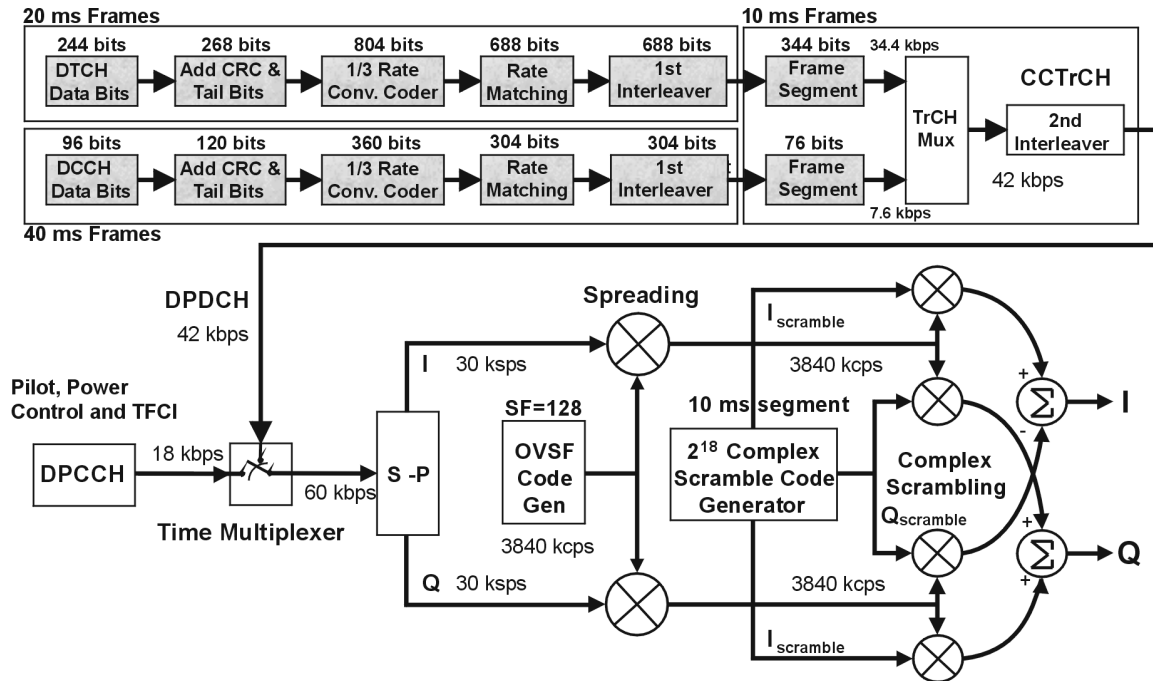 20 ms Frames
10 ms Frames
244 bits
268 bits
804 bits
688 bits
688 bits
344 bits
34.4 kbps
DTCH
Data Bits
Add CRC &
Tail Bits
1/3 Rate
Conv. Coder
Rate
Matching
1st
Interleaver
Frame
Segment
TrCH
Mux
CCTrCH
2nd
Interleaver
42 kbps
96 bits
120 bits
360 bits
304 bits
304 bits
76 bits
DCCH
Data Bits
Add CRC &
Tail Bits
1/3 Rate
Conv. Coder
Rate
Matching
1st
Interleaver
Frame
Segment
7.6 kbps
40 ms Frames
DPDCH
42 kbps
Spreading
I scramble
I
30 ksps
3840 kcps
Pilot, Power
Control and TFCI
SF=128
10 ms segment
+
Σ
I
-
DPCCH
18 kbps
60 kbps
S -P
OVSF
Code
Gen
2^18 Complex
Scramble Code
Generator
Complex
Scrambling
Q scramble
Time Multiplexer
3840 kcps
+
Σ
Q
+
Q
30 ksps
3840 kcps
I scramble